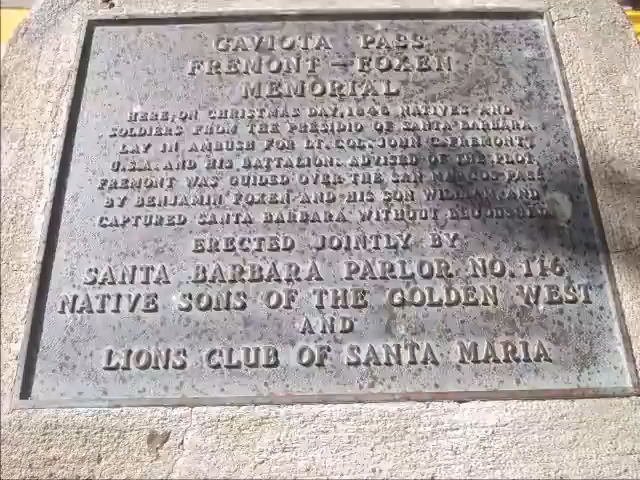 GAVIOTA PASS
FREMONT - FOXEN
MEMORIAL
HERE, ON CHRISTMAS DAY, 1846 NATIVES AND
SOLDIERS FROM THE PRESIDIO OF SANTA BARBARA
LAY IN AMBUSH FOR LT. COL. JOHN C. FREMONT,
U.S.A. AND HIS BATTALION. ADVISED OF THE PLOT,
FREMONT WAS GUIDED OVER THE SAN MARCOS PASS
BY BENJAMIN FOXEN AND HIS SON WILLIAM, AND
CAPTURED SANTA BARBARA WITHOUT BLOODSHED.
ERECTED JOINTLY BY
SANTA BARBARA PARLOR NO. 116
NATIVE SONS OF THE GOLDEN WEST
AND
LIONS CLUB OF SANTA MARIA